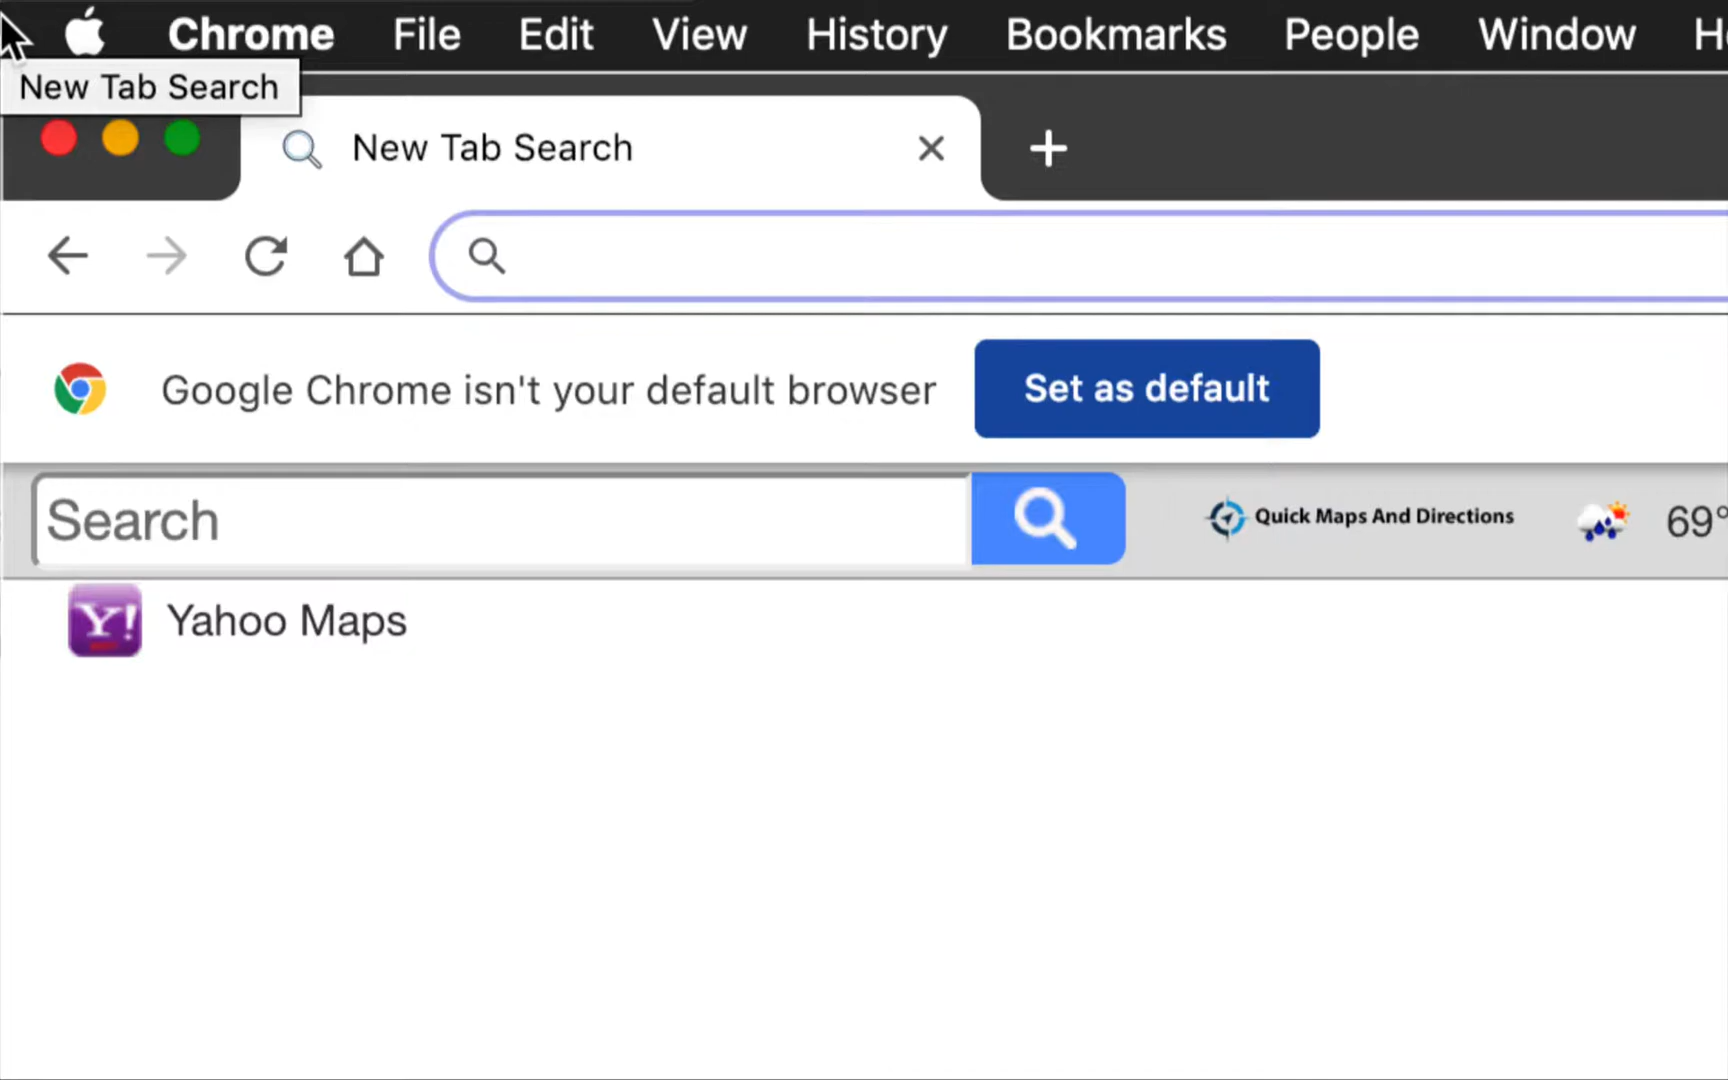 Chrome File Edit View History Bookmarks People Window
New Tab Search
New Tab Search
Google Chrome isn't your default browser Set as default
Search Quick Maps And Directions 69°
Y! Yahoo Maps